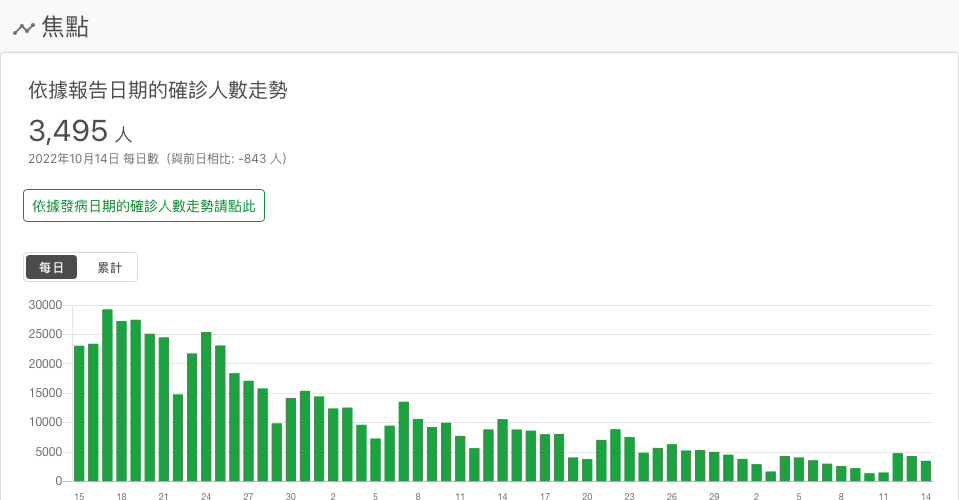 焦點
依據報告日期的確診人數走勢
3,495 人
2022年10月14日 每日數（與前日相比: -843 人）
依據發病日期的確診人數走勢請點此
每日 累計
30000
25000
20000
15000
10000
5000
0
15 18 21 24 27 30 2 5 8 11 14 17 20 23 26 29 2 5 8 11 14